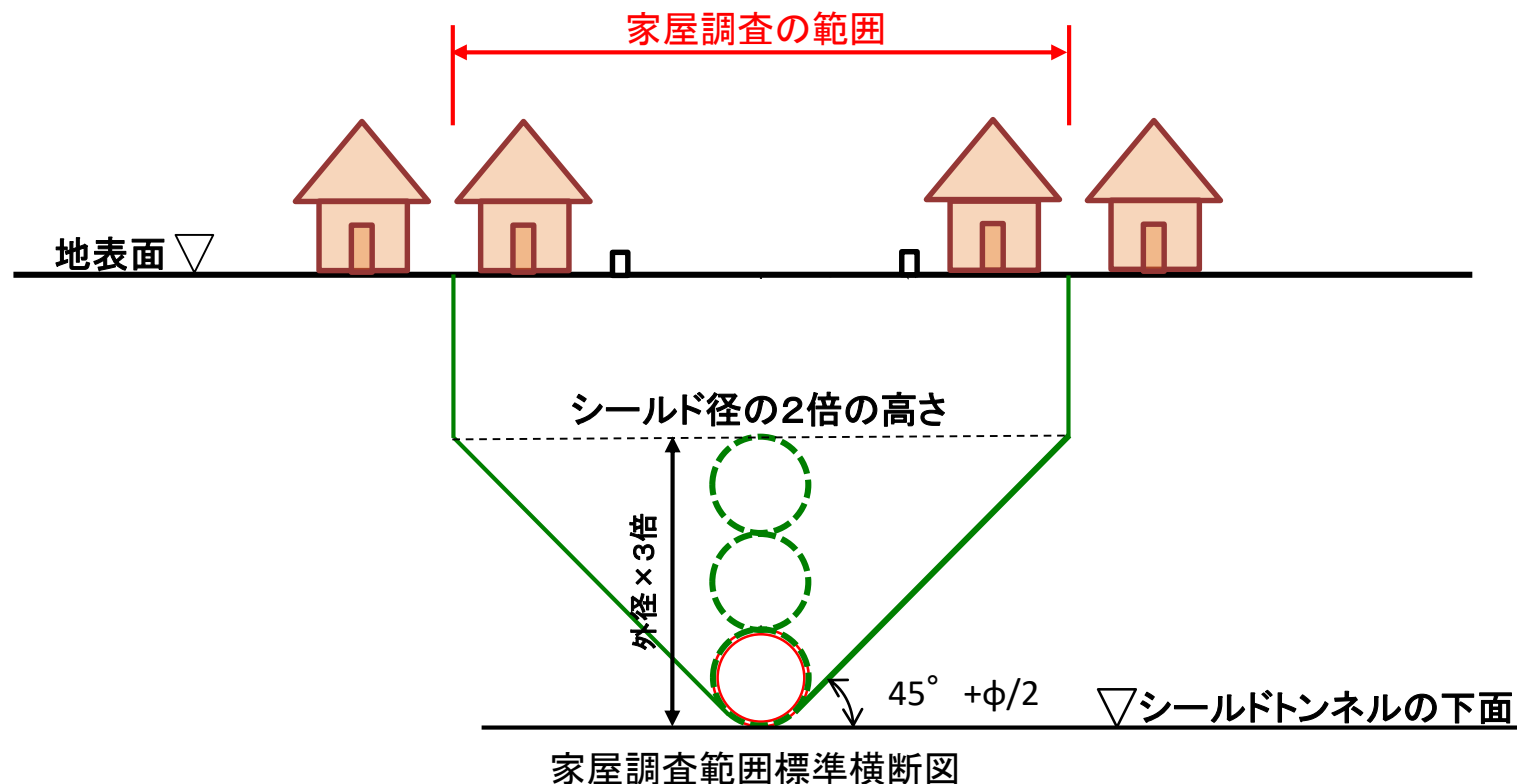 家屋調査の範囲
地表面 ▽
シールド径の2倍の高さ
外径×3倍
45° +φ/2
▽シールドトンネルの下面
家屋調査範囲標準横断図